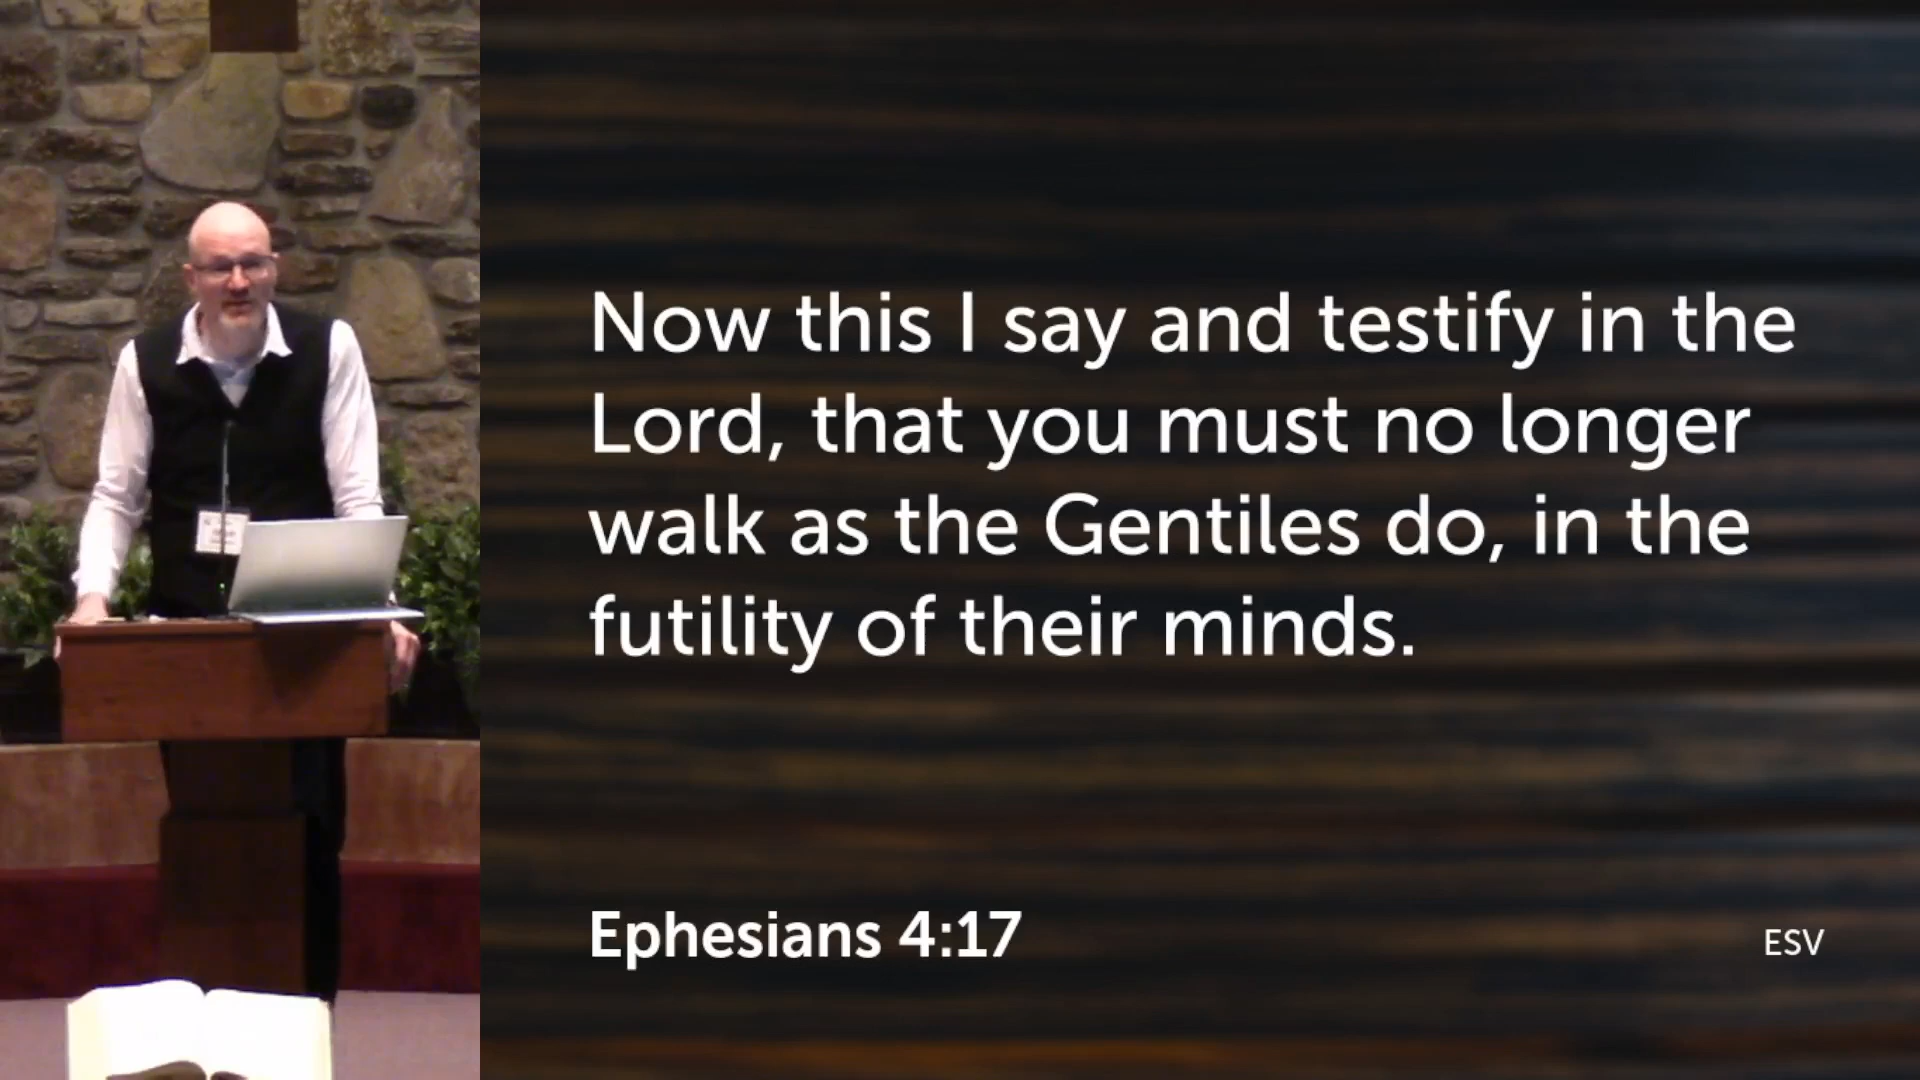 Now this I say and testify in the
Lord, that you must no longer
walk as the Gentiles do, in the
futility of their minds.
Ephesians 4:17
ESV